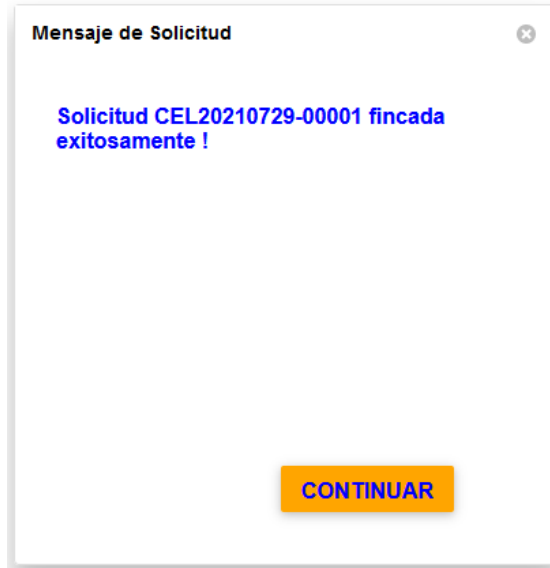 Mensaje de Solicitud
Solicitud CEL20210729-00001 fincada
exitosamente !
CONTINUAR